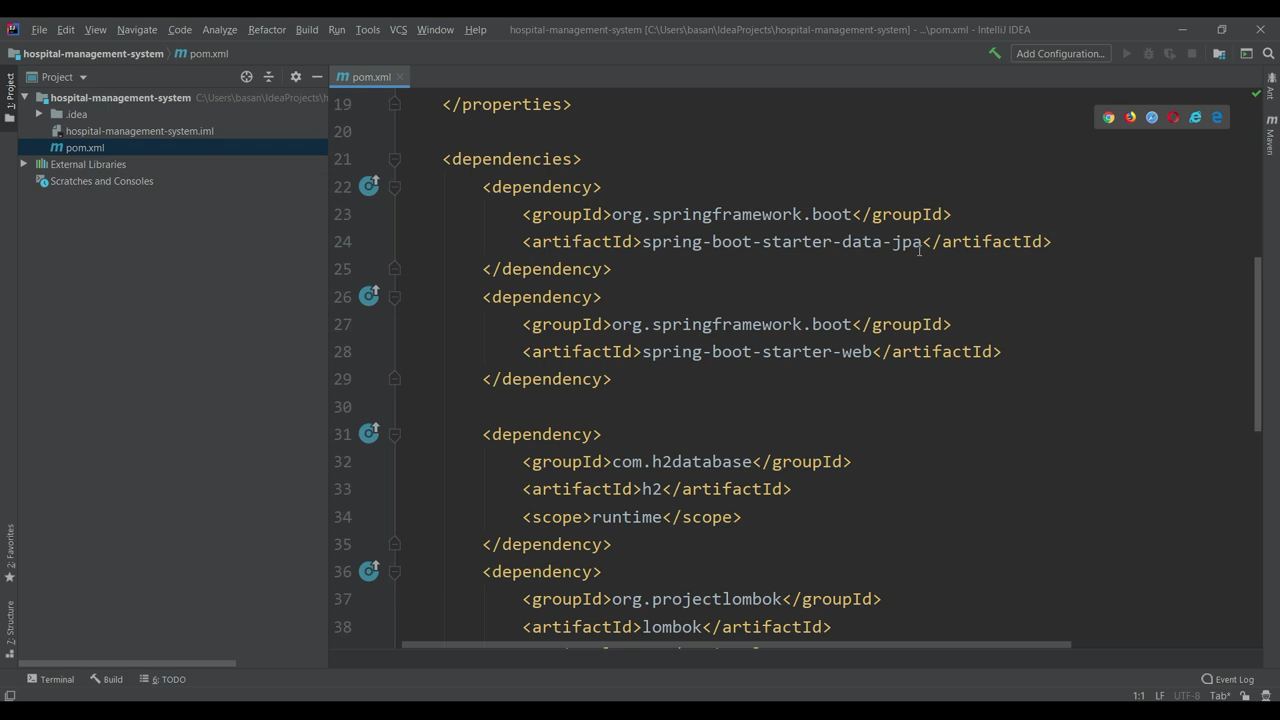 File Edit View Navigate Code Analyze Refactor Build Run Tools VCS Window Help hospital-management-system [C:\Users\basan\IdeaProjects\hospital-management-system] - ...\pom.xml - IntelliJ IDEA
hospital-management-system pom.xml Add Configuration...
Project pom.xml
1: Project
hospital-management-system C:\Users\basan\IdeaProjects\h
.idea
hospital-management-system.iml
pom.xml
External Libraries
Scratches and Consoles
19 </properties>
20
21 <dependencies>
22 <dependency>
23 <groupId>org.springframework.boot</groupId>
24 <artifactId>spring-boot-starter-data-jpa</artifactId>
25 </dependency>
26 <dependency>
27 <groupId>org.springframework.boot</groupId>
28 <artifactId>spring-boot-starter-web</artifactId>
29 </dependency>
30
31 <dependency>
32 <groupId>com.h2database</groupId>
33 <artifactId>h2</artifactId>
34 <scope>runtime</scope>
35 </dependency>
36 <dependency>
37 <groupId>org.projectlombok</groupId>
38 <artifactId>lombok</artifactId>
Ant
Maven
2: Favorites
7: Structure
Terminal Build 6: TODO Event Log
1:1 LF UTF-8 Tab*